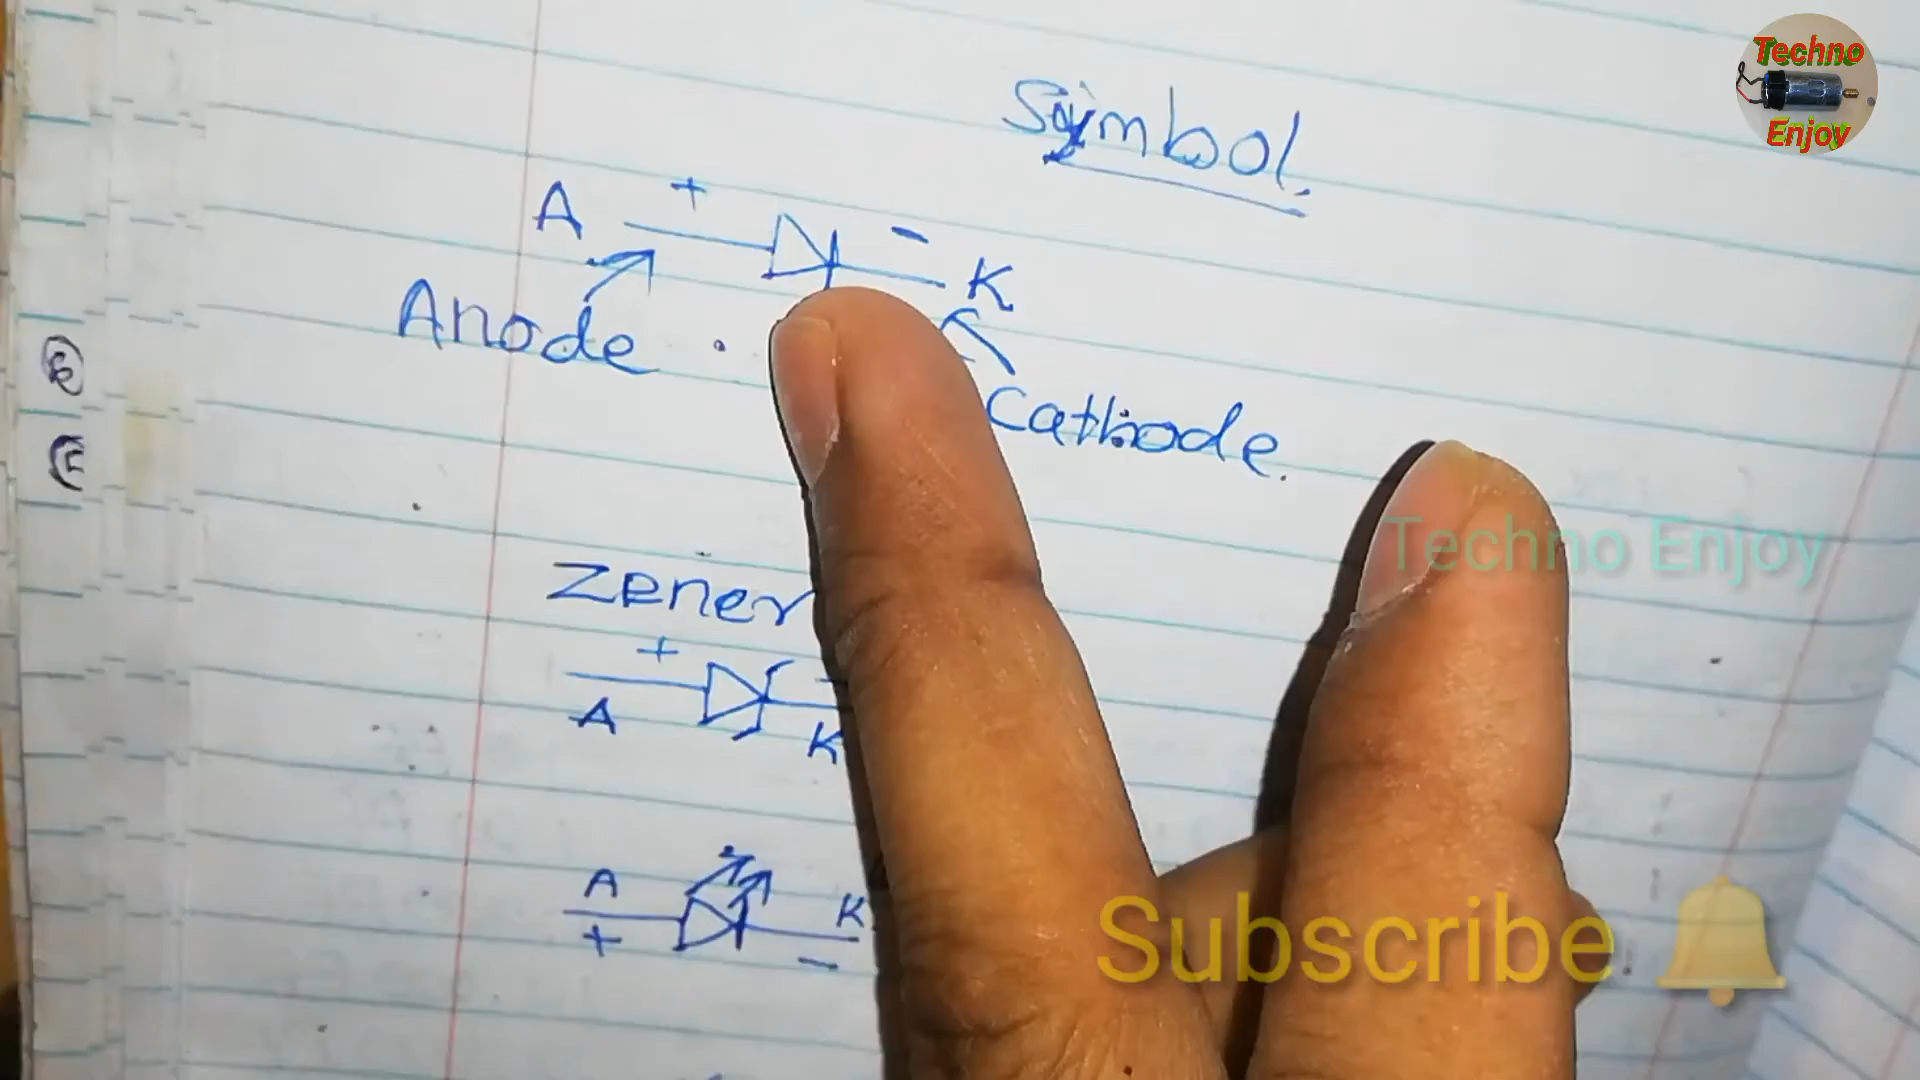 Techno
Enjoy
Symbol.
A + - K
Anode
Cathode.
Techno Enjoy
Zener
+
A K
A K
+ -
Subscribe